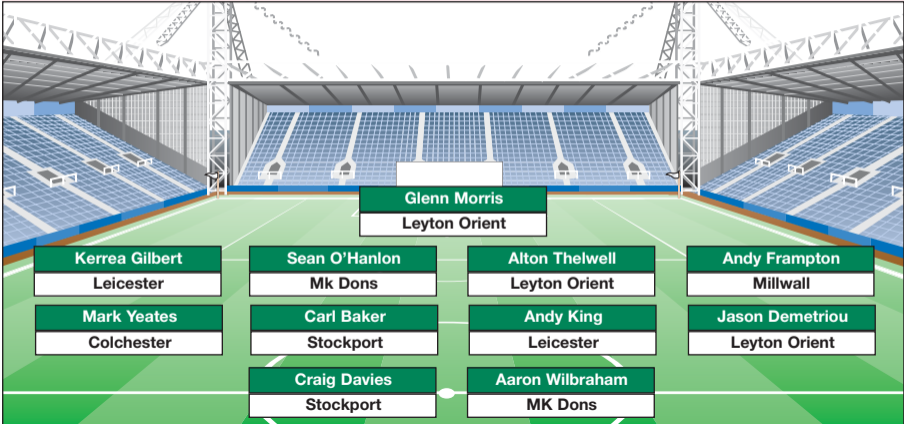 Glenn Morris
Leyton Orient
Kerrea Gilbert
Leicester
Sean O’Hanlon
Mk Dons
Alton Thelwell
Leyton Orient
Andy Frampton
Millwall
Mark Yeates
Colchester
Carl Baker
Stockport
Andy King
Leicester
Jason Demetriou
Leyton Orient
Craig Davies
Stockport
Aaron Wilbraham
MK Dons